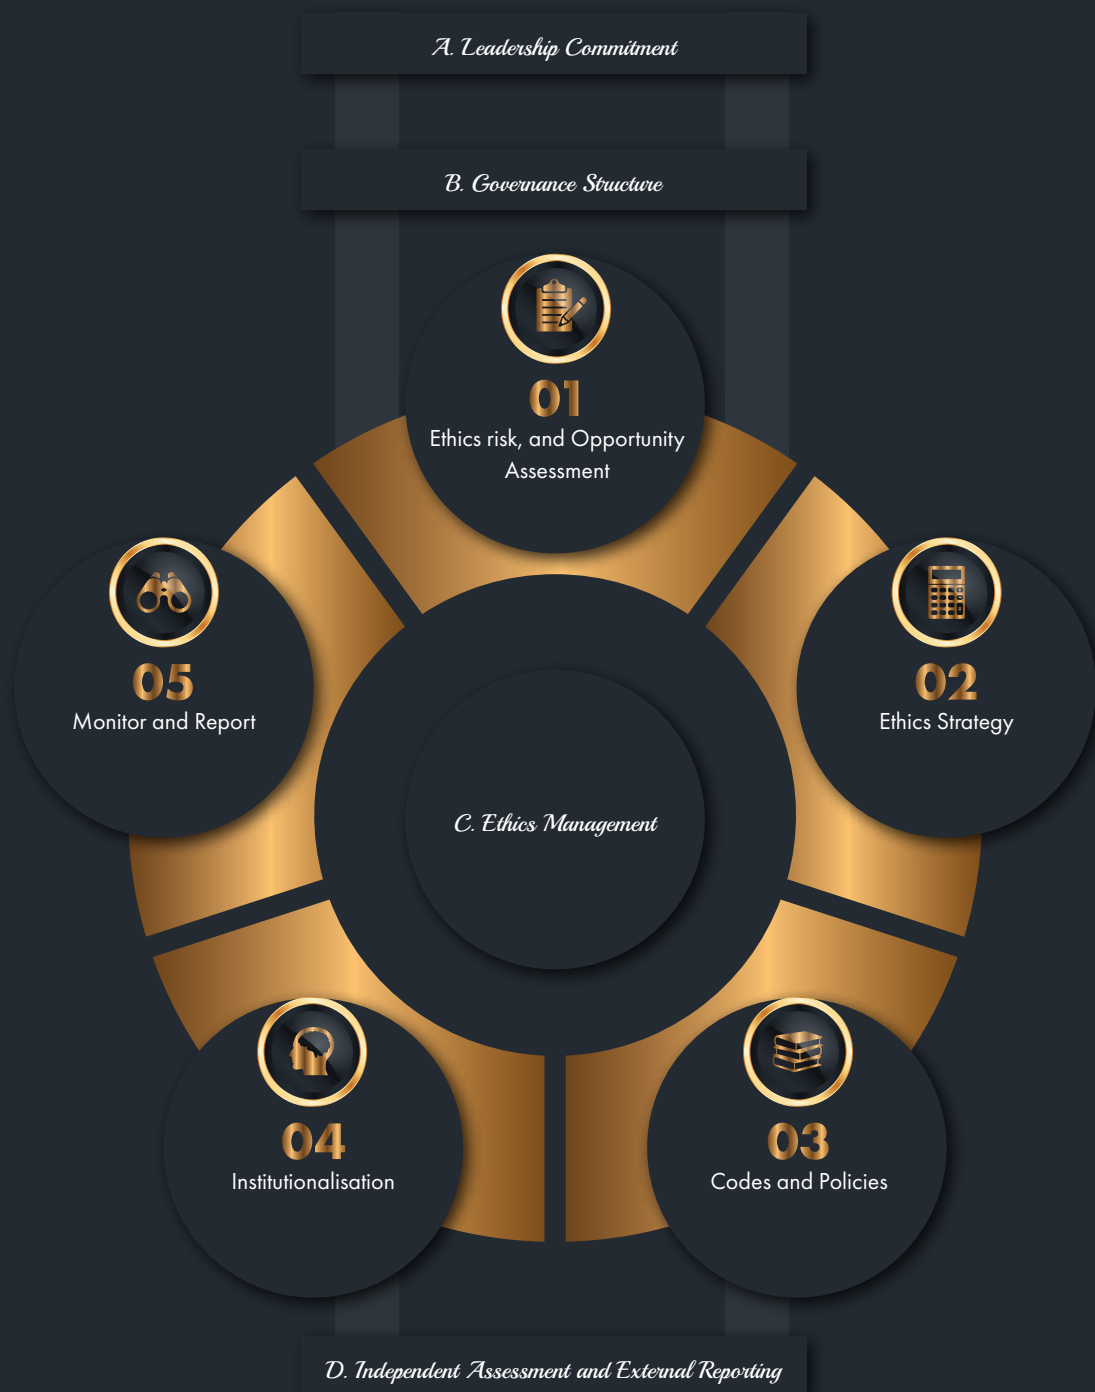 A. Leadership Commitment
B. Governance Structure
01
Ethics risk, and Opportunity
Assessment
05
Monitor and Report
02
Ethics Strategy
C. Ethics Management
04
Institutionalisation
03
Codes and Policies
D. Independent Assessment and External Reporting